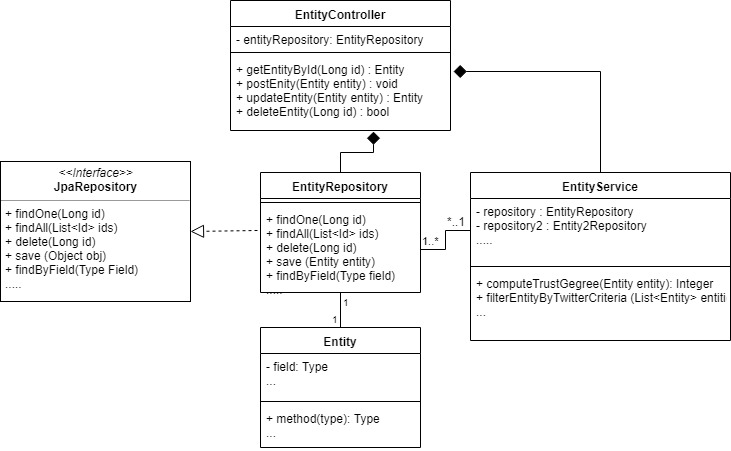 EntityController
- entityRepository: EntityRepository
+ getEntityById(Long id) : Entity
+ postEnity(Entity entity) : void
+ updateEntity(Entity entity) : Entity
+ deleteEntity(Long id) : bool
<<Interface>>
JpaRepository
+ findOne(Long id)
+ findAll(List<Id> ids)
+ delete(Long id)
+ save (Object obj)
+ findByField(Type Field)
.....
EntityRepository
+ findOne(Long id)
+ findAll(List<Id> ids)
+ delete(Long id)
+ save (Entity entity)
+ findByField(Type field)
.....
*..1
1..*
EntityService
- repository : EntityRepository
- repository2 : Entity2Repository
.....
+ computeTrustGegree(Entity entity): Integer
+ filterEntityByTwitterCriteria (List<Entity> entiti
...
1
1
Entity
- field: Type
...
+ method(type): Type
...